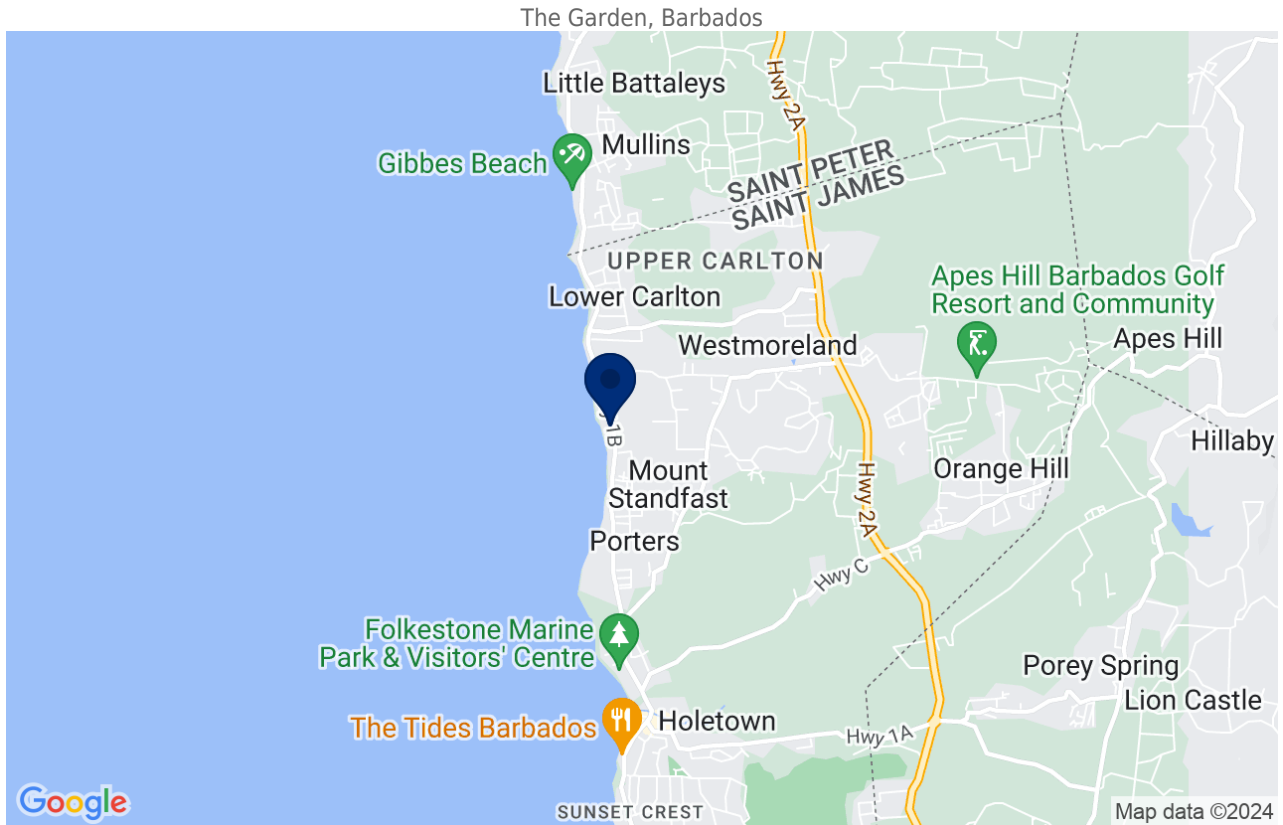 The Garden, Barbados
Little Battaleys
Hwy 2A
Mullins
Gibbes Beach
SAINT PETER
SAINT JAMES
UPPER CARLTON
Lower Carlton
Apes Hill Barbados Golf
Resort and Community
Westmoreland
Apes Hill
1B
Hillaby
Mount
Standfast
Orange Hill
Hwy 2A
Porters
Hwy C
Folkestone Marine
Park & Visitors' Centre
Porey Spring
Lion Castle
The Tides Barbados
Holetown
Hwy 1A
Google
SUNSET CREST
Map data ©2024